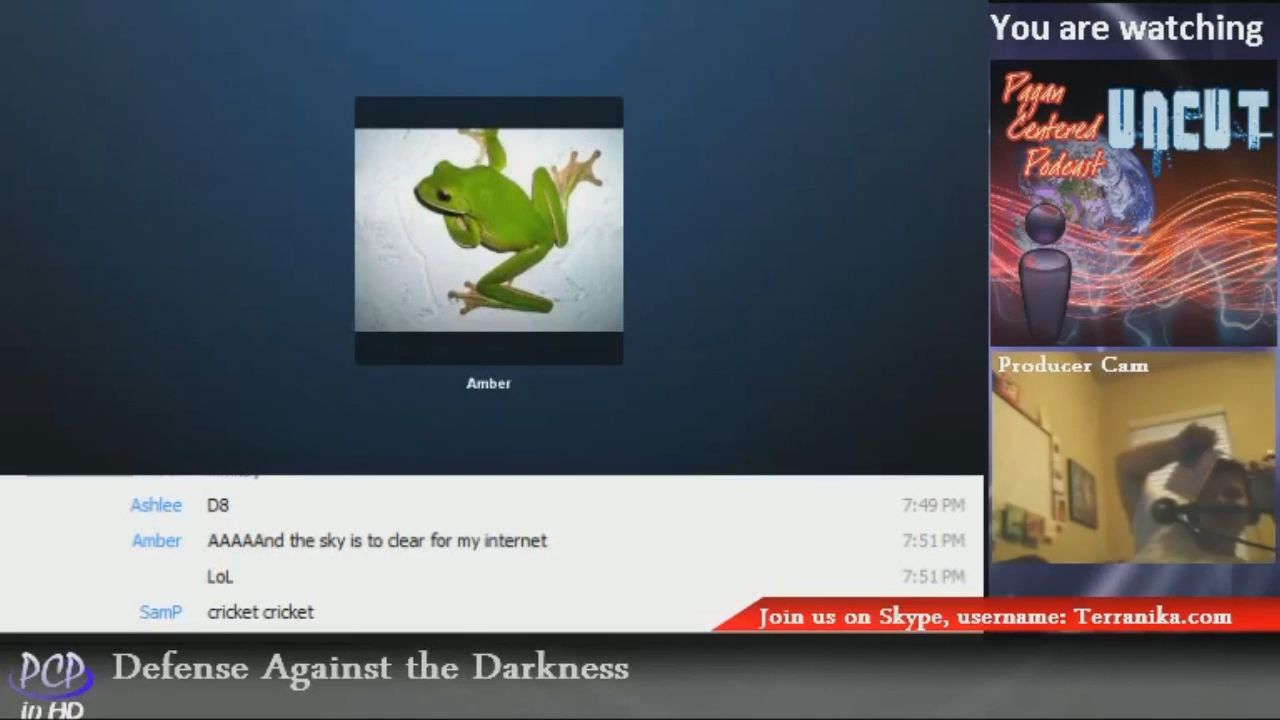 You are watching
Pagan
Centered
Podcast
UNCUT
Producer Cam
Amber
Ashlee D8 7:49 PM
Amber AAAAAnd the sky is to clear for my internet 7:51 PM
LoL 7:51 PM
SamP cricket cricket
Join us on Skype, username: Terranika.com
PCP
in HD
Defense Against the Darkness